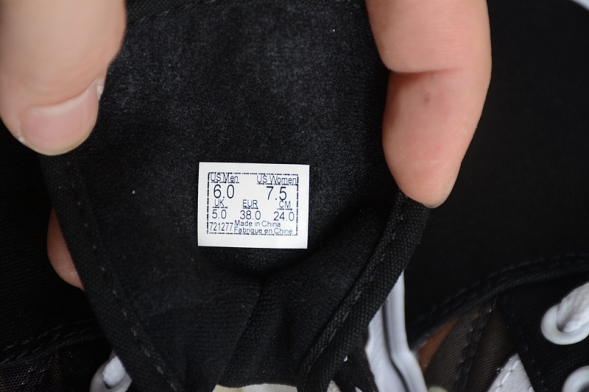 US Men US Women
6.0 7.5
UK EUR CM
5.0 38.0 24.0
721277 Made in China
Fabriqué en Chine